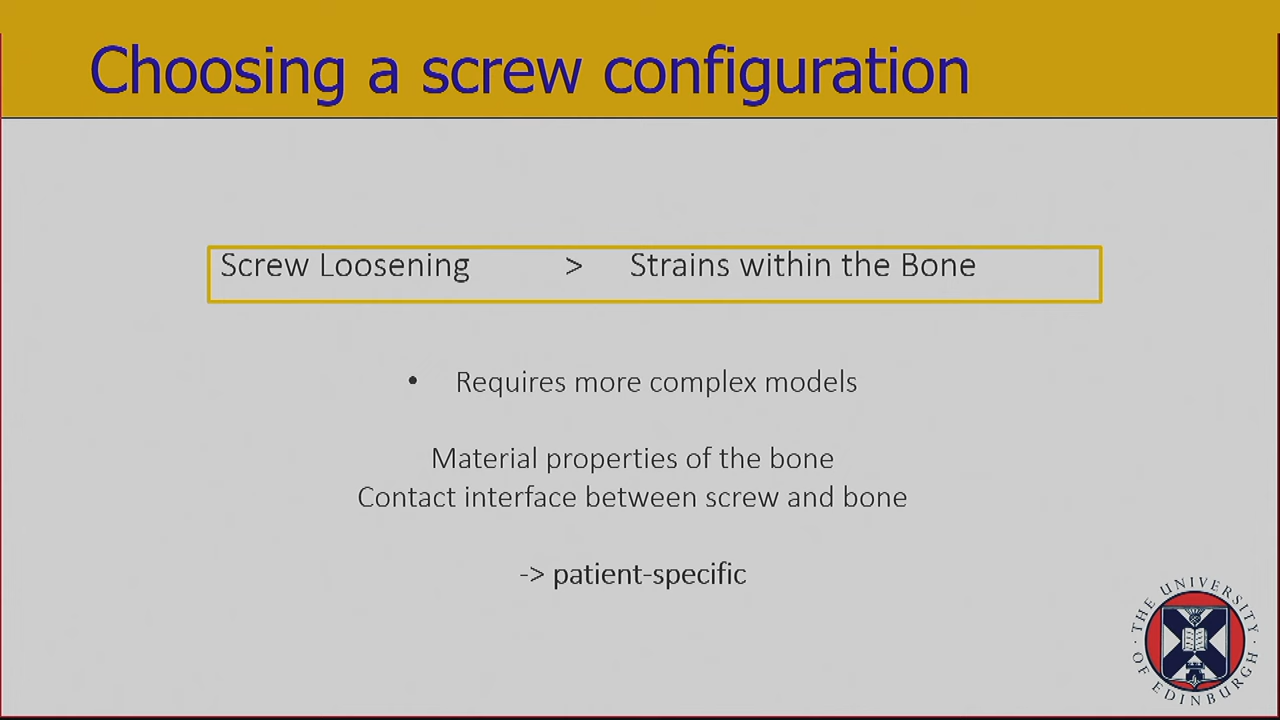 Choosing a screw configuration
Screw Loosening > Strains within the Bone
• Requires more complex models
Material properties of the bone
Contact interface between screw and bone
-> patient-specific
THE UNIVERSITY OF EDINBURGH